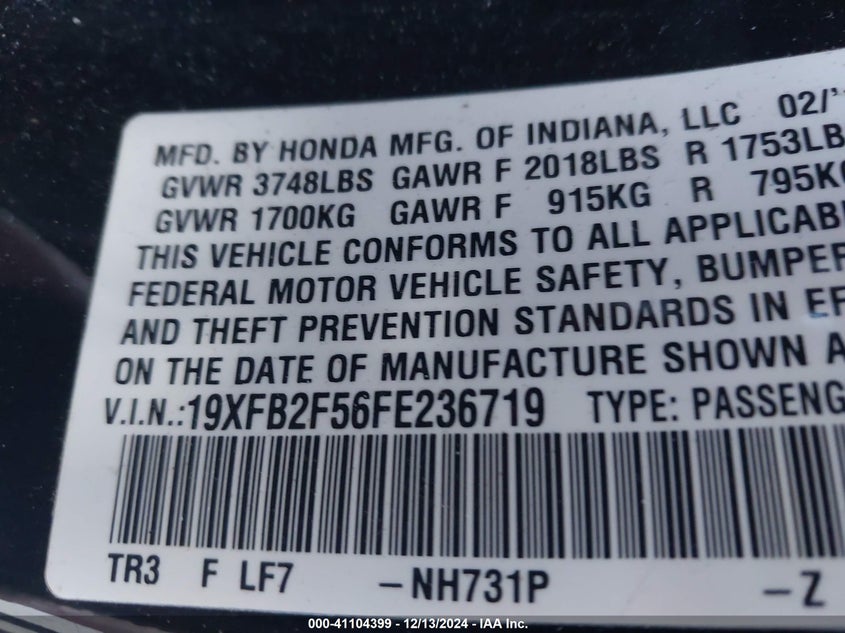 MFD. BY HONDA MFG. OF INDIANA, LLC 02/'
GVWR 3748LBS GAWR F 2018LBS R 1753LB
GVWR 1700KG GAWR F 915KG R 795KG
THIS VEHICLE CONFORMS TO ALL APPLICABL
FEDERAL MOTOR VEHICLE SAFETY, BUMPER
AND THEFT PREVENTION STANDARDS IN EF
ON THE DATE OF MANUFACTURE SHOWN A
V.I.N.:19XFB2F56FE236719 TYPE: PASSENG
TR3 F LF7 -NH731P -Z
000-41104399 - 12/13/2024 - IAA Inc.